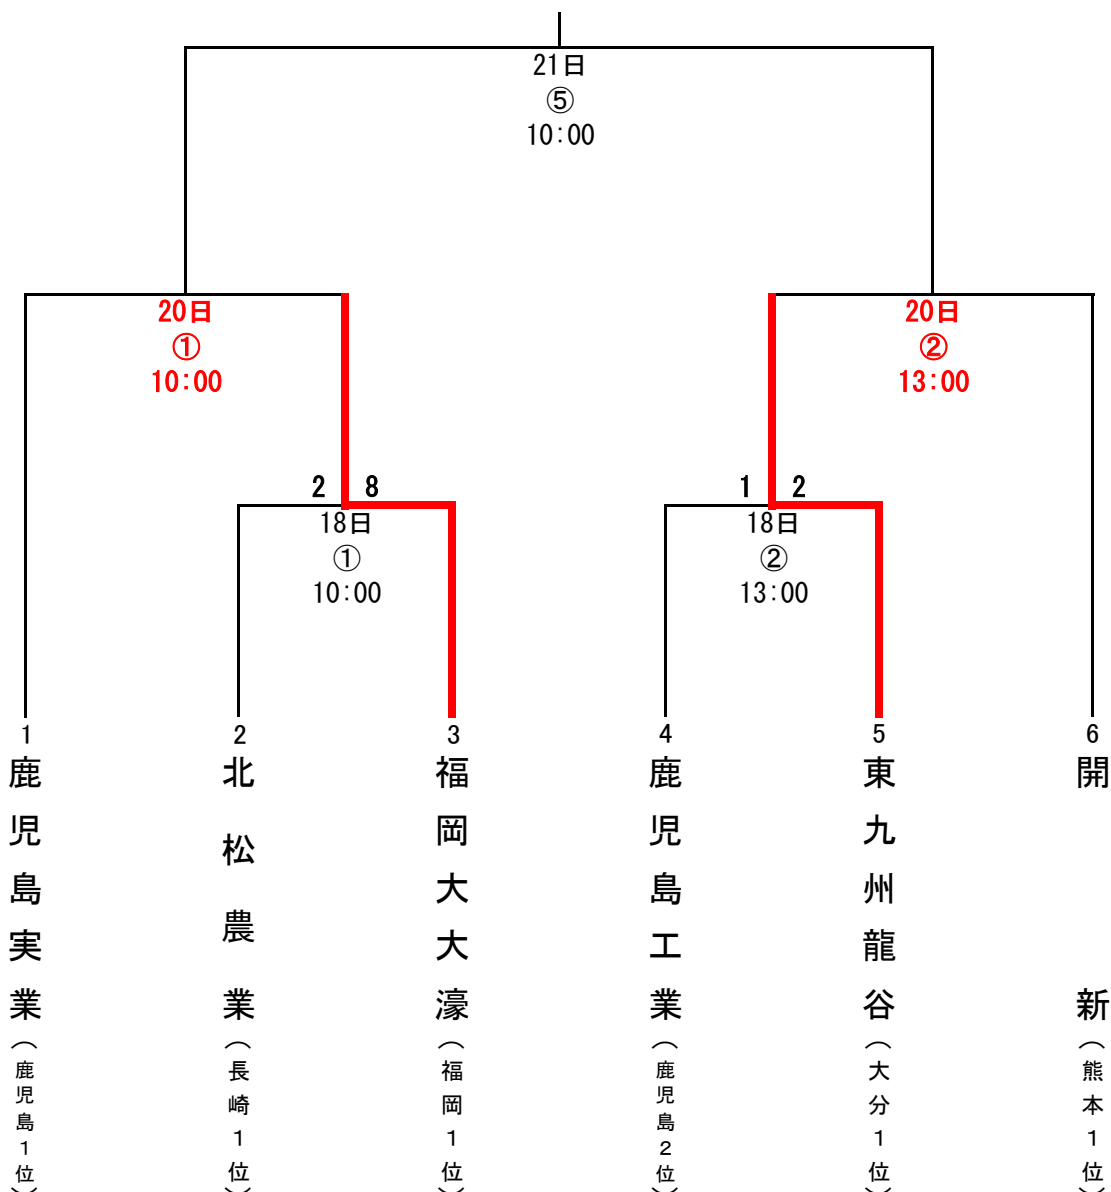 21日
⑤
10:00
20日
①
10:00
20日
②
13:00
2 8
18日
①
10:00
1 2
18日
②
13:00
1
鹿児島実業(鹿児島1位)
2
北松農業(長崎1位)
3
福岡大大濠(福岡1位)
4
鹿児島工業(鹿児島2位)
5
東九州龍谷(大分1位)
6
開新(熊本1位)